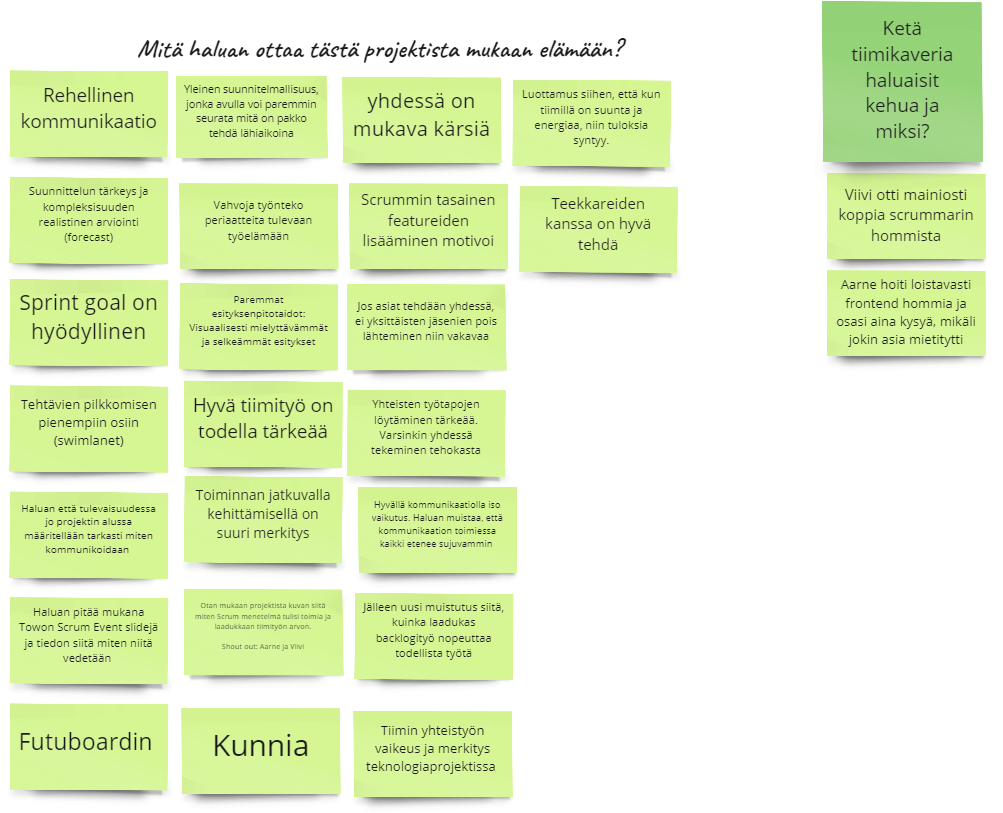 Mitä haluan ottaa tästä projektista mukaan elämään?
Rehellinen
kommunikaatio
Yleinen suunnitelmallisuus,
jonka avulla voi paremmin
seurata mitä on pakko
tehdä lähiaikoina
yhdessä on
mukava kärsiä
Luottamus siihen, että kun
tiimillä on suunta ja
energiaa, niin tuloksia
syntyy.
Suunnittelun tärkeys ja
kompleksisuuden
realistinen arviointi
(forecast)
Vahvoja työnteko
periaatteita tulevaan
työelämään
Scrummin tasainen
featureiden
lisääminen motivoi
Teekkareiden
kanssa on hyvä
tehdä
Sprint goal on
hyödyllinen
Paremmat
esityksenpitotaidot:
Visuaalisesti mielyttävämmät
ja selkeämmät esitykset
Jos asiat tehdään yhdessä,
ei yksittäisten jäsenien pois
lähteminen niin vakavaa
Tehtävien pilkkomisen
pienempiin osiin
(swimlanet)
Hyvä tiimityö on
todella tärkeää
Yhteisten työtapojen
löytäminen tärkeää.
Varsinkin yhdessä
tekeminen tehokasta
Haluan että tulevaisuudessa
jo projektin alussa
määritellään tarkasti miten
kommunikoidaan
Toiminnan jatkuvalla
kehittämisellä on
suuri merkitys
Hyvällä kommunikaatiolla iso
vaikutus. Haluan muistaa, että
kommunikaation toimiessa
kaikki etenee sujuvammin
Haluan pitää mukana
Towon Scrum Event slidejä
ja tiedon siitä miten niitä
vedetään
Otan mukaan projektista kuvan siitä
miten Scrum menetelmä tulisi toimia ja
laadukkaan tiimityön arvon.
Shout out: Aarne ja Viivi
Jälleen uusi muistutus siitä,
kuinka laadukas
backlogityö nopeuttaa
todellista työtä
Futuboardin
Kunnia
Tiimin yhteistyön
vaikeus ja merkitys
teknologiaprojektissa
Ketä
tiimikaveria
haluaisit
kehua ja
miksi?
Viivi otti mainiosti
koppia scrummarin
hommista
Aarne hoiti loistavasti
frontend hommia ja
osasi aina kysyä, mikäli
jokin asia mietitytti